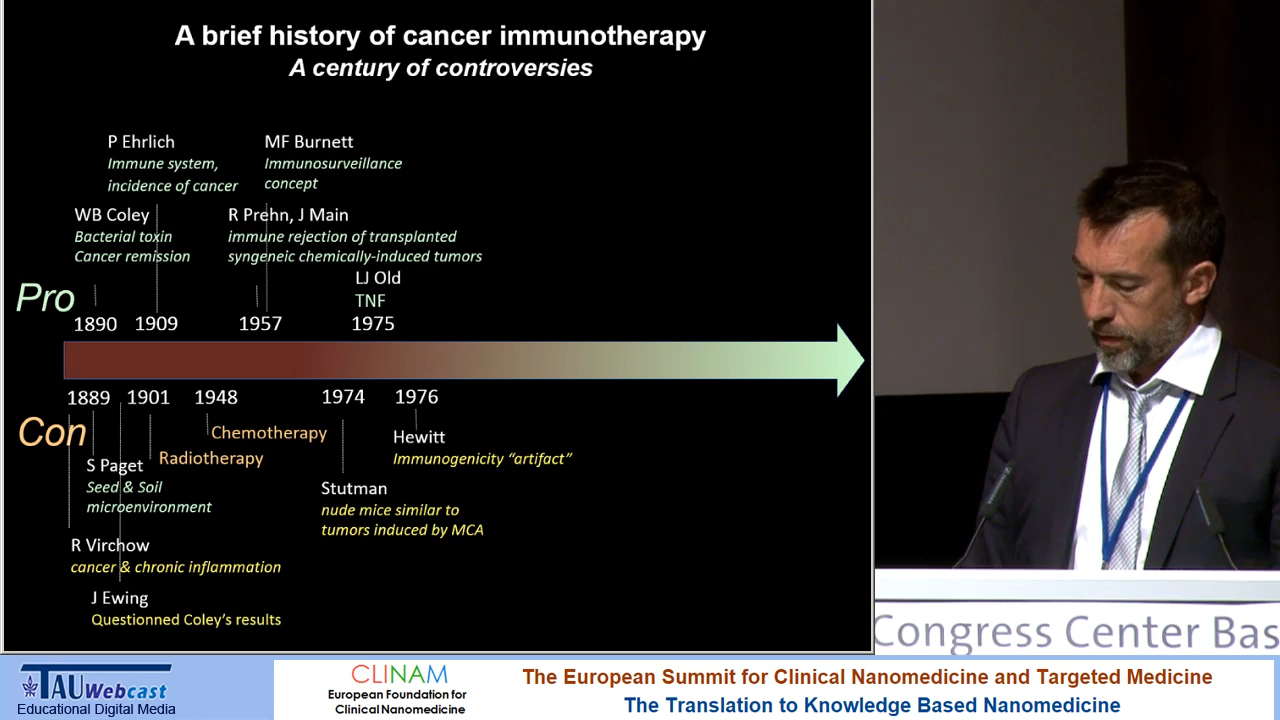 A brief history of cancer immunotherapy
A century of controversies
P Ehrlich
Immune system,
incidence of cancer
MF Burnett
Immunosurveillance
concept
WB Coley
Bacterial toxin
Cancer remission
R Prehn, J Main
immune rejection of transplanted
syngeneic chemically-induced tumors
LJ Old
TNF
Pro
1890
1909
1957
1975
1889
1901
1948
1974
1976
Con
Chemotherapy
Radiotherapy
Hewitt
Immunogenicity “artifact”
S Paget
Seed & Soil
microenvironment
Stutman
nude mice similar to
tumors induced by MCA
R Virchow
cancer & chronic inflammation
J Ewing
Questionned Coley's results
Congress Center Bas
TAU Webcast
Educational Digital Media
CLINAM
European Foundation for
Clinical Nanomedicine
The European Summit for Clinical Nanomedicine and Targeted Medicine
The Translation to Knowledge Based Nanomedicine